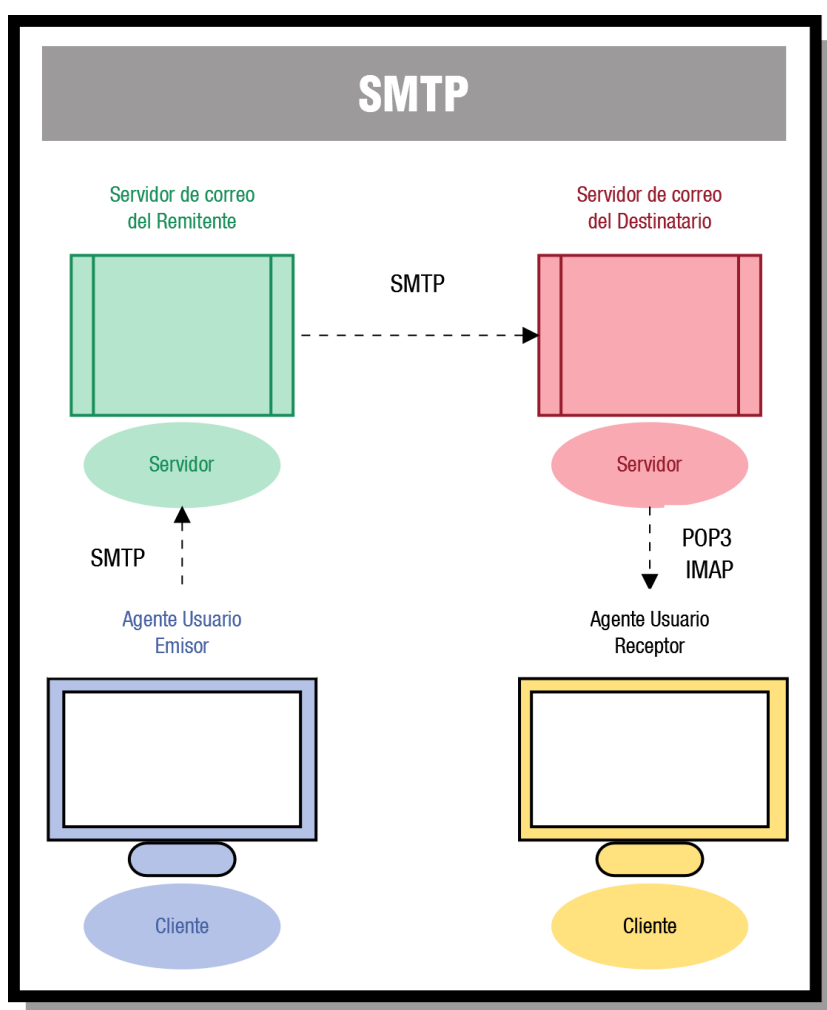 SMTP
Servidor de correo
del Remitente
Servidor de correo
del Destinatario
SMTP
Servidor
Servidor
SMTP
POP3
IMAP
Agente Usuario
Emisor
Agente Usuario
Receptor
Cliente
Cliente